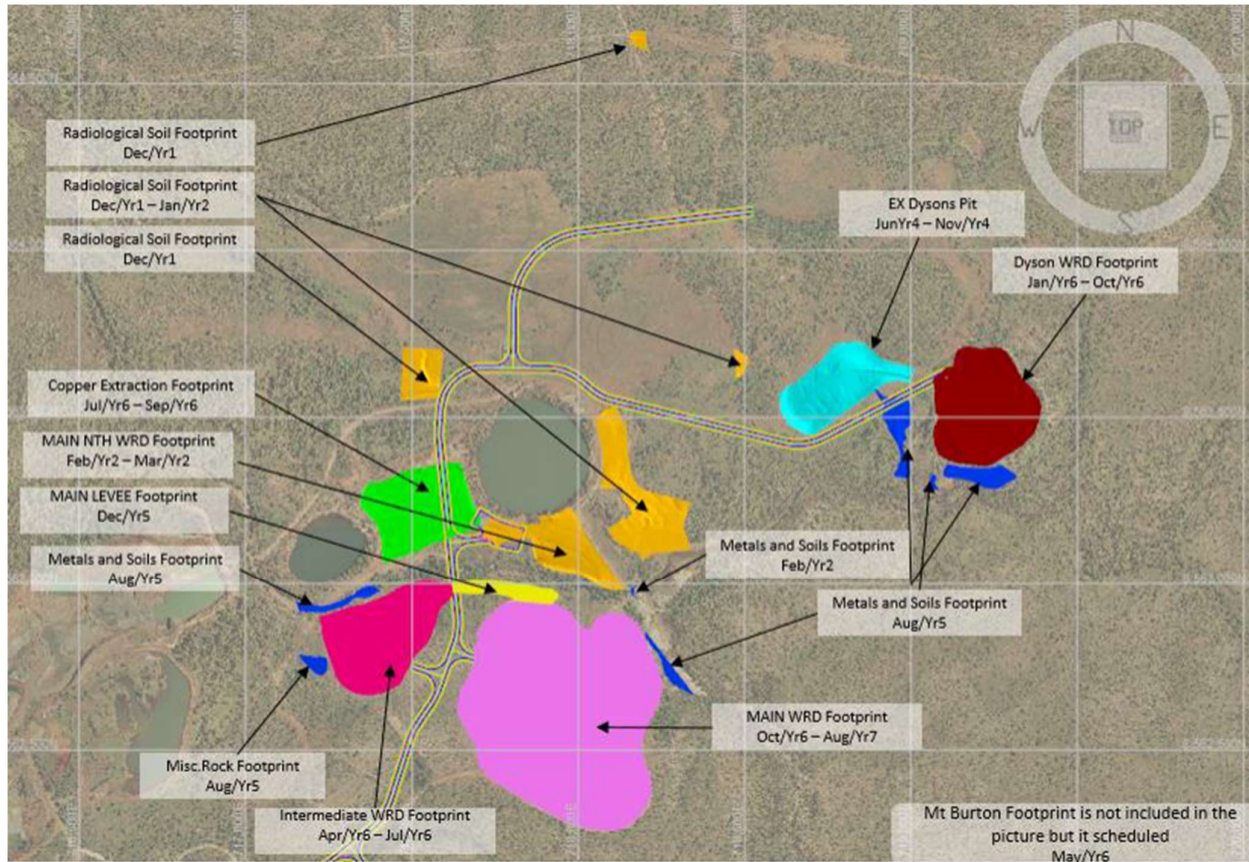 N
W
TOP
E
S
Radiological Soil Footprint
Dec/Yr1
Radiological Soil Footprint
Dec/Yr1 – Jan/Yr2
Radiological Soil Footprint
Dec/Yr1
EX Dysons Pit
JunYr4 – Nov/Yr4
Dyson WRD Footprint
Jan/Yr6 – Oct/Yr6
Copper Extraction Footprint
Jul/Yr6 – Sep/Yr6
MAIN NTH WRD Footprint
Feb/Yr2 – Mar/Yr2
MAIN LEVEE Footprint
Dec/Yr5
Metals and Soils Footprint
Aug/Yr5
Metals and Soils Footprint
Feb/Yr2
Metals and Soils Footprint
Aug/Yr5
MAIN WRD Footprint
Oct/Yr6 – Aug/Yr7
Misc.Rock Footprint
Aug/Yr5
Intermediate WRD Footprint
Apr/Yr6 – Jul/Yr6
Mt Burton Footprint is not included in the
picture but it scheduled
May/Yr6